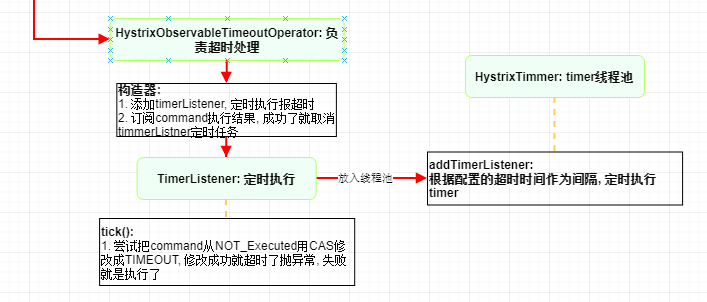 HystrixObservableTimeoutOperator: 负
责超时处理
构造器:
1. 添加timerListener, 定时执行报超时
2. 订阅command执行结果, 成功了就取消
timmerListner定时任务
TimerListener: 定时执行
放入线程池
tick():
1. 尝试把command从NOT_Executed用CAS修
改成TIMEOUT, 修改成功就超时了抛异常, 失败
就是执行了
HystrixTimmer: timer线程池
addTimerListener:
根据配置的超时时间作为间隔, 定时执行
timer